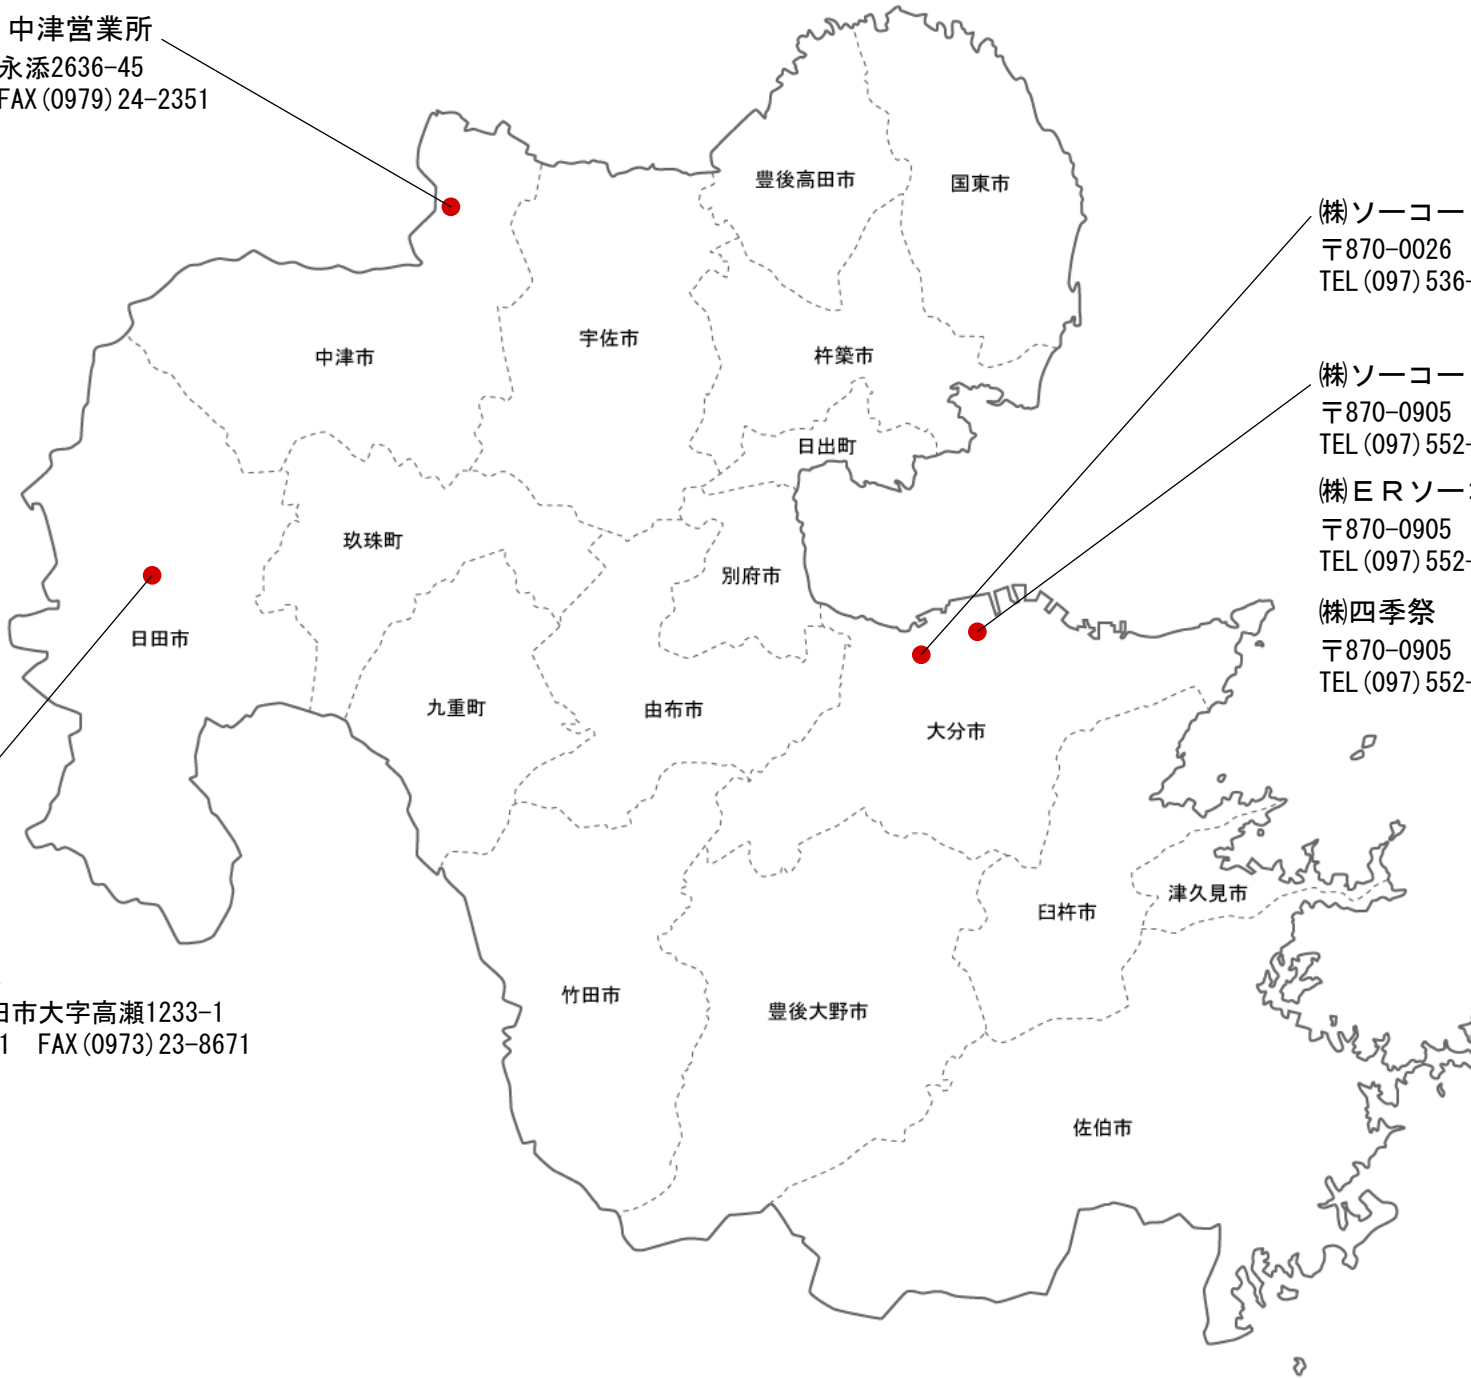 中津営業所
永添2636-45
FAX(0979)24-2351
豊後高田市
国東市
㈱ソーコー
〒870-0026
TEL(097)536-
宇佐市
中津市
杵築市
㈱ソーコー
〒870-0905
TEL(097)552-
日出町
㈱ＥＲソー
〒870-0905
TEL(097)552-
玖珠町
別府市
㈱四季祭
〒870-0905
TEL(097)552-
日田市
九重町
由布市
大分市
津久見市
臼杵市
竹田市
豊後大野市
田市大字高瀬1233-1
1 FAX(0973)23-8671
佐伯市